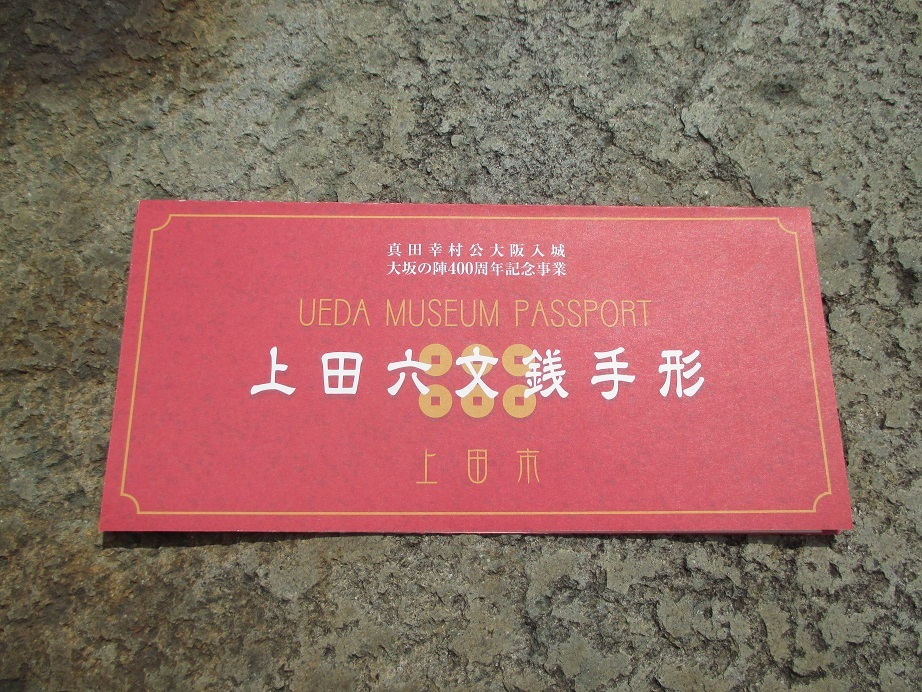 真田幸村公大阪入城
大坂の陣400周年記念事業
UEDA MUSEUM PASSPORT
上田六文銭手形
上田市